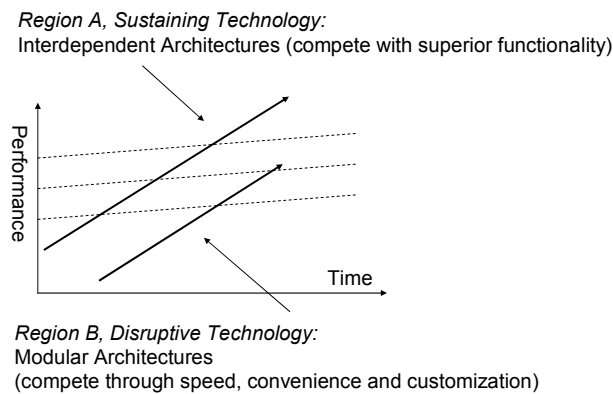 Region A, Sustaining Technology:
Interdependent Architectures (compete with superior functionality)
Performance
Time
Region B, Disruptive Technology:
Modular Architectures
(compete through speed, convenience and customization)